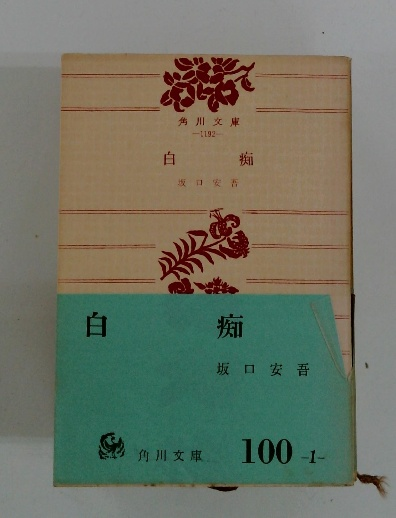 角川文庫
—1192—
白 痴
坂口安吾
白 痴
坂口安吾
角川文庫 100 -1-